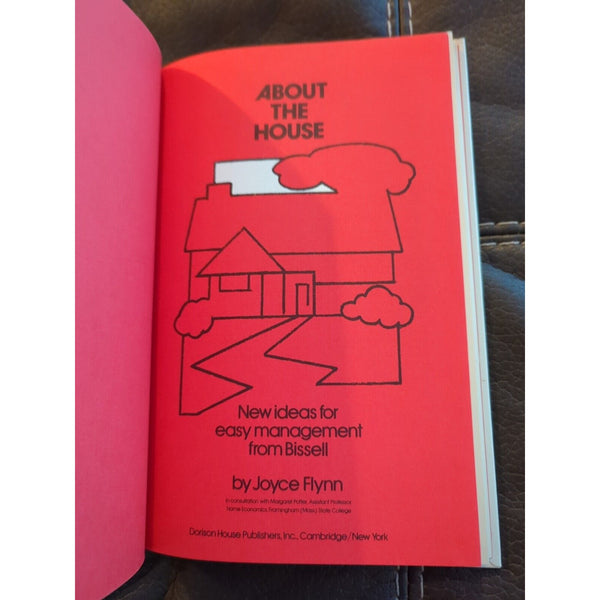 ABOUT
THE
HOUSE
New ideas for
easy management
from Bissell
by Joyce Flynn
In consultation with Margaret Potter, Assistant Professor
Home Economics, Framingham (Mass.) State College
Dorison House Publishers, Inc., Cambridge/New York